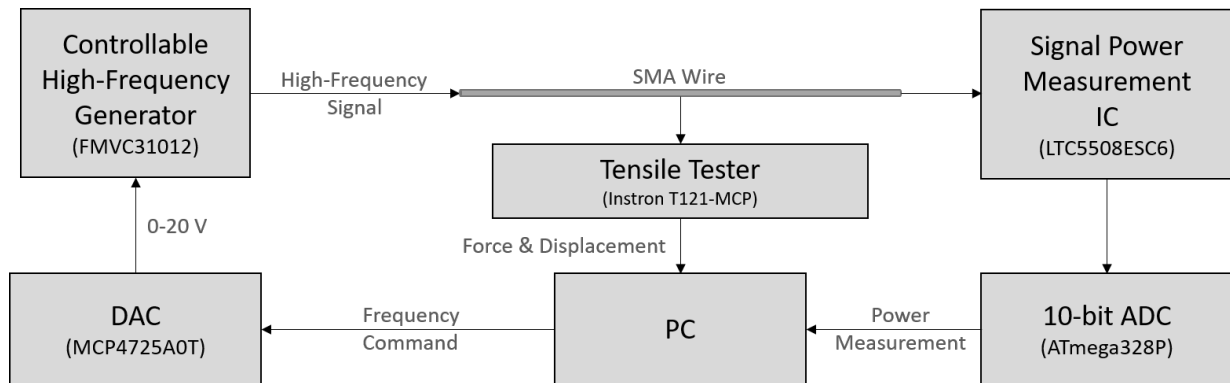 Controllable
High-Frequency
Generator
(FMVC31012)
High-Frequency
Signal
SMA Wire
Signal Power
Measurement
IC
(LTC5508ESC6)
Tensile Tester
(Instron T121-MCP)
0-20 V
Force & Displacement
DAC
(MCP4725A0T)
Frequency
Command
PC
Power
Measurement
10-bit ADC
(ATmega328P)